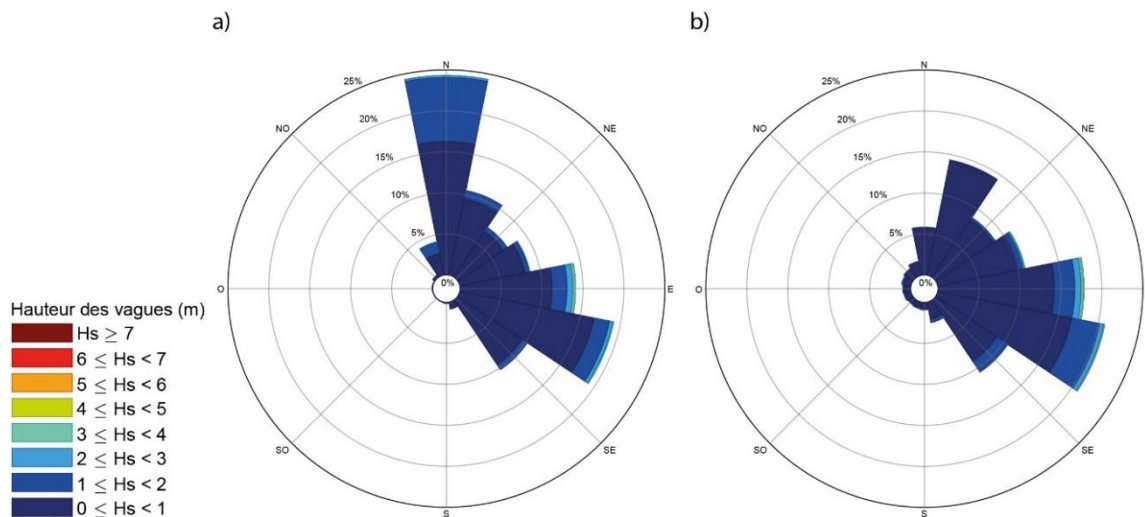 a)
N
25%
20%
15%
10%
5%
0%
NO
NE
O
E
SO
SE
S
b)
N
25%
20%
15%
10%
5%
0%
NO
NE
O
E
SO
SE
S
Hauteur des vagues (m)
Hs ≥ 7
6 ≤ Hs < 7
5 ≤ Hs < 6
4 ≤ Hs < 5
3 ≤ Hs < 4
2 ≤ Hs < 3
1 ≤ Hs < 2
0 ≤ Hs < 1